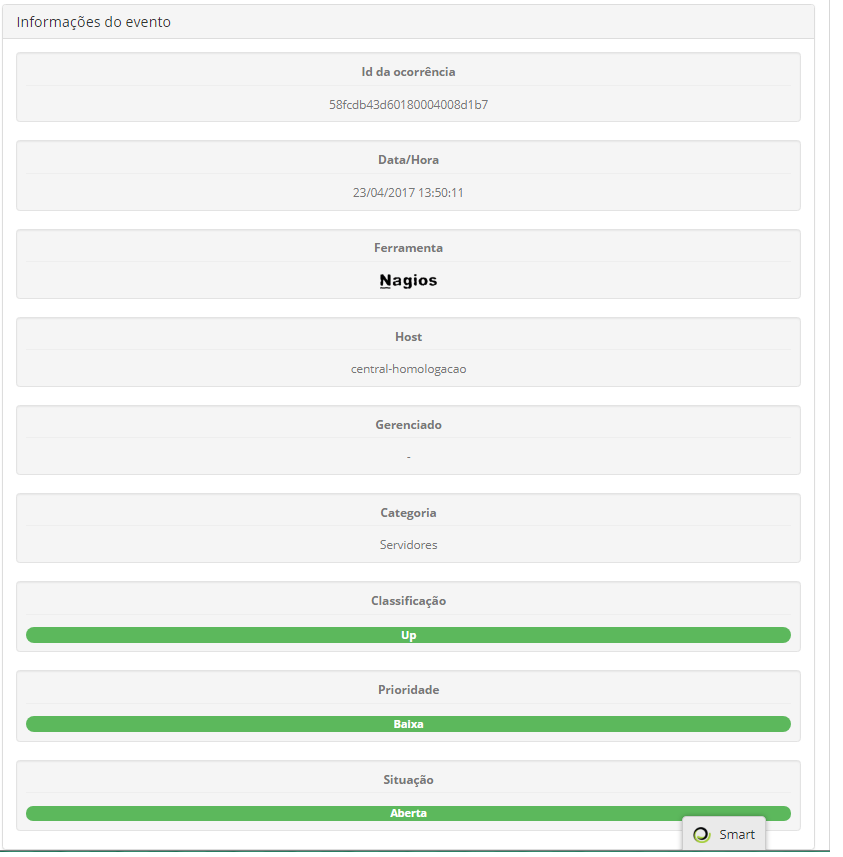 Informações do evento
Id da ocorrência
58fcdb43d60180004008d1b7
Data/Hora
23/04/2017 13:50:11
Ferramenta
Nagios
Host
central-homologacao
Gerenciado
-
Categoria
Servidores
Classificação
Up
Prioridade
Baixa
Situação
Aberta
Smart